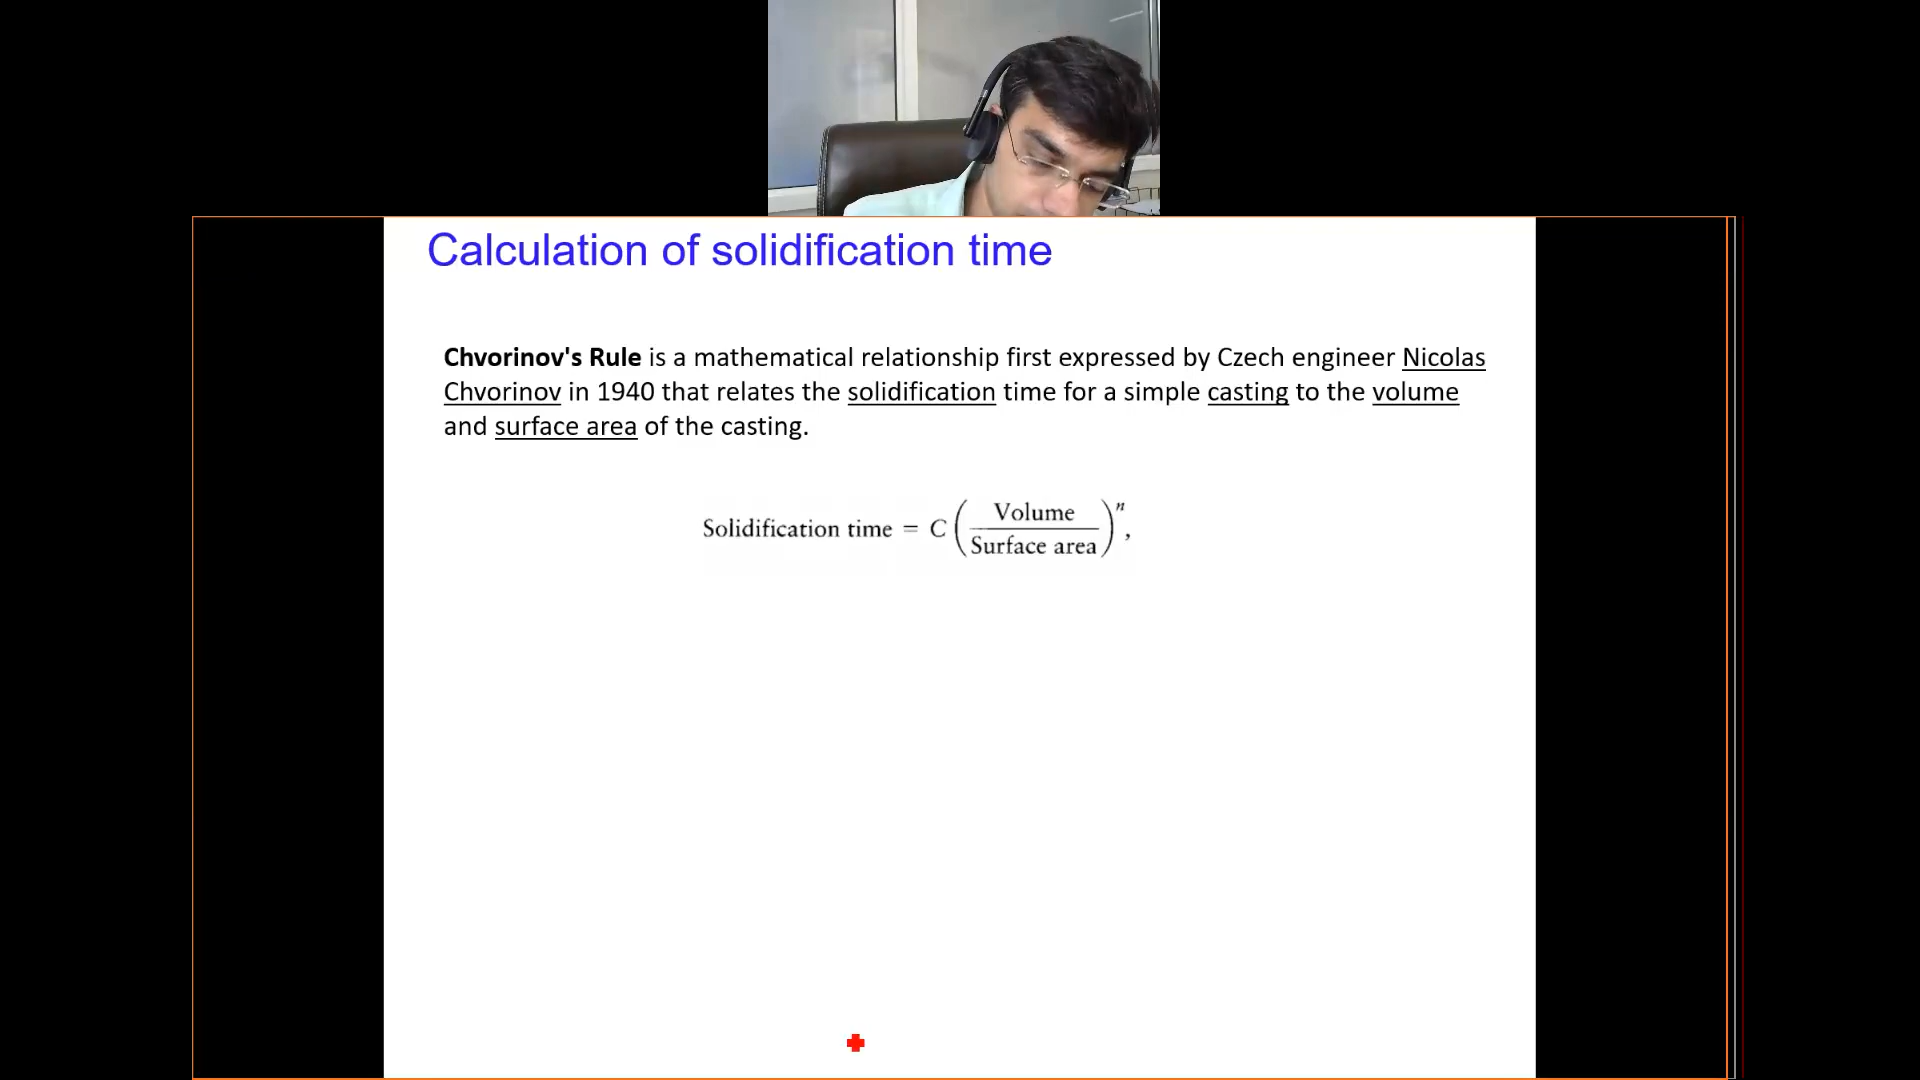 Calculation of solidification time
Chvorinov's Rule is a mathematical relationship first expressed by Czech engineer Nicolas
Chvorinov in 1940 that relates the solidification time for a simple casting to the volume
and surface area of the casting.
Solidification time = C (Volume / Surface area)^n,